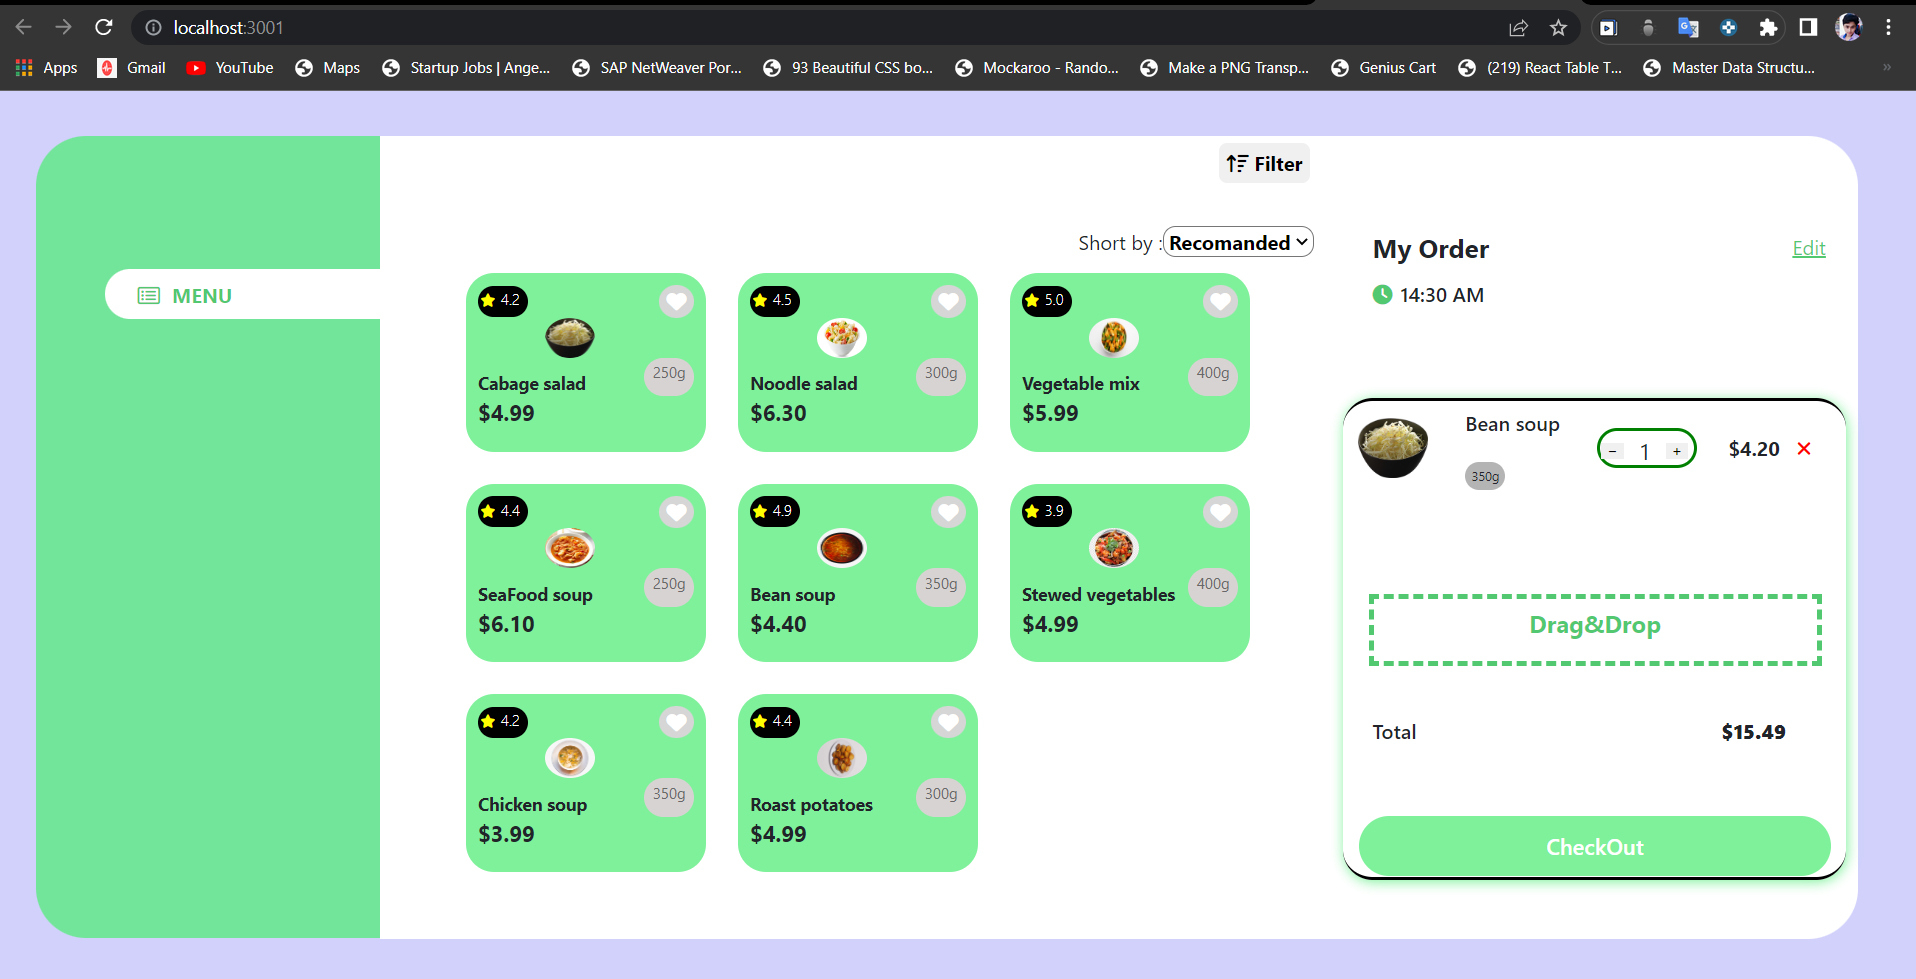 localhost:3001
Apps Gmail YouTube Maps Startup Jobs | Ange... SAP NetWeaver Por... 93 Beautiful CSS bo... Mockaroo - Rando... Make a PNG Transp... Genius Cart (219) React Table T... Master Data Structu... »
Filter
Short by : Recomanded
MENU
4.2
Cabage salad
250g
$4.99
4.5
Noodle salad
300g
$6.30
5.0
Vegetable mix
400g
$5.99
4.4
SeaFood soup
250g
$6.10
4.9
Bean soup
350g
$4.40
3.9
Stewed vegetables
400g
$4.99
4.2
Chicken soup
350g
$3.99
4.4
Roast potatoes
300g
$4.99
My Order Edit
14:30 AM
Bean soup
350g
- 1 + $4.20 ×
Drag&Drop
Total $15.49
CheckOut